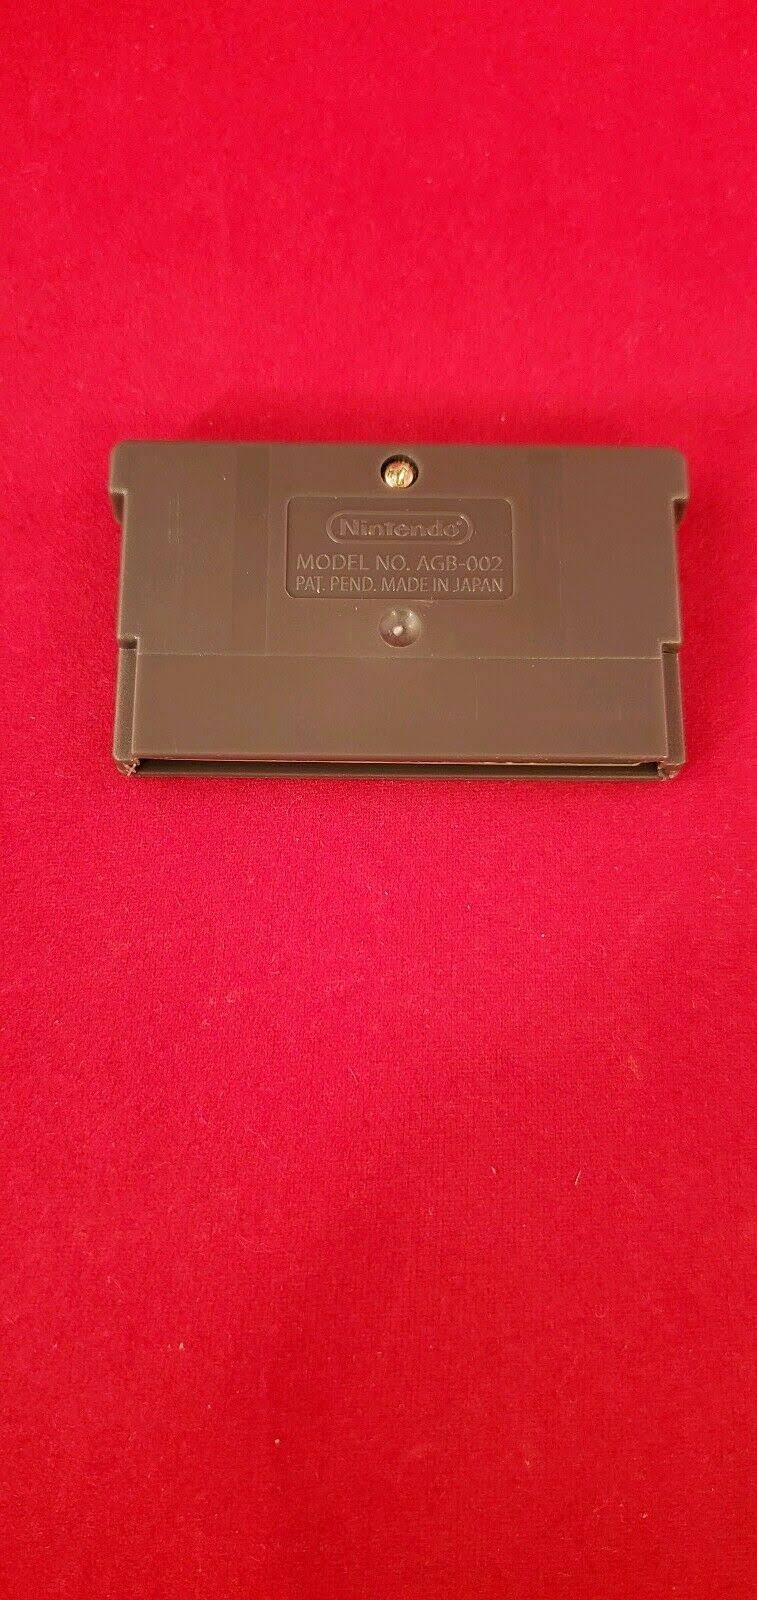 Nintendo®
MODEL NO. AGB-002
PAT. PEND. MADE IN JAPAN